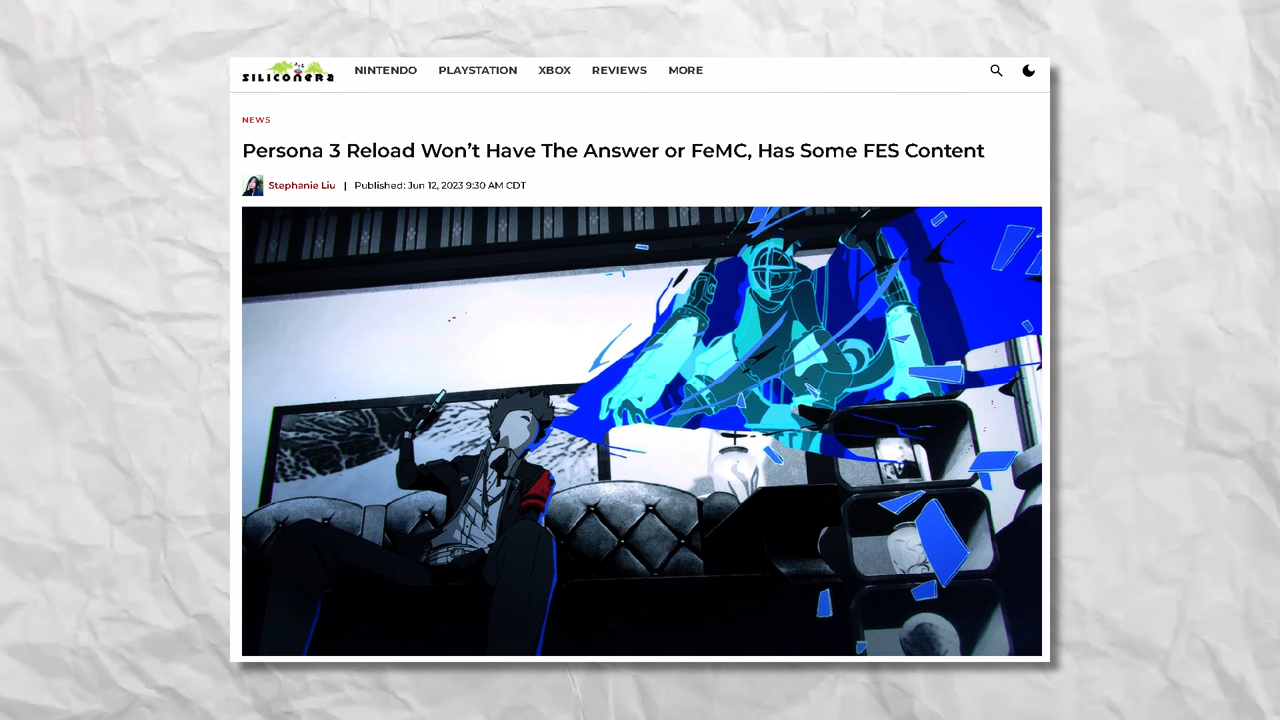 SILICONERA NINTENDO PLAYSTATION XBOX REVIEWS MORE
NEWS
Persona 3 Reload Won’t Have The Answer or FeMC, Has Some FES Content
Stephanie Liu | Published: Jun 12, 2023 9:30 AM CDT